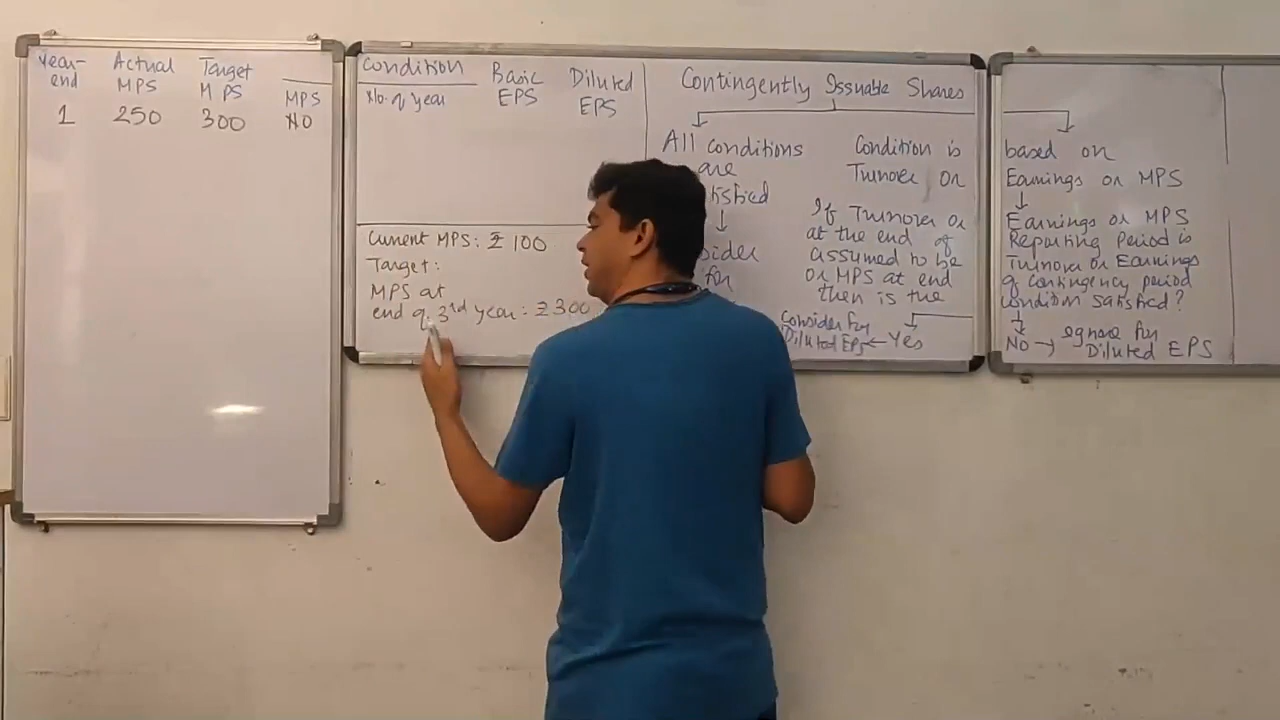 Year-end
Actual MPS
Target MPS
MPS
1 250 300 NO
Condition
Basic EPS
Diluted EPS
No. of year
Current MPS: ₹ 100
Target:
MPS at
end of 3rd year: ₹ 300
Contingently Issuable Shares
All conditions
are
Condition is
Turnover or
based on
Earnings or MPS
If Turnover or
Earnings or MPS
at the end of
Reporting Period is
assumed to be
Turnover or Earnings
or MPS at end
of contingency period
then is the
condition satisfied?
for
Consider for
Diluted EPS ← Yes
NO → Ignore for
Diluted EPS